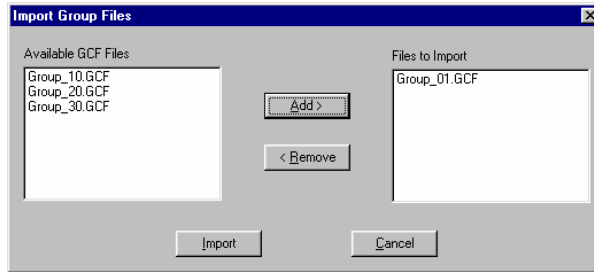 Import Group Files
Available GCF Files
Group_10.GCF
Group_20.GCF
Group_30.GCF
Add >
< Remove
Files to Import
Group_01.GCF
Import
Cancel